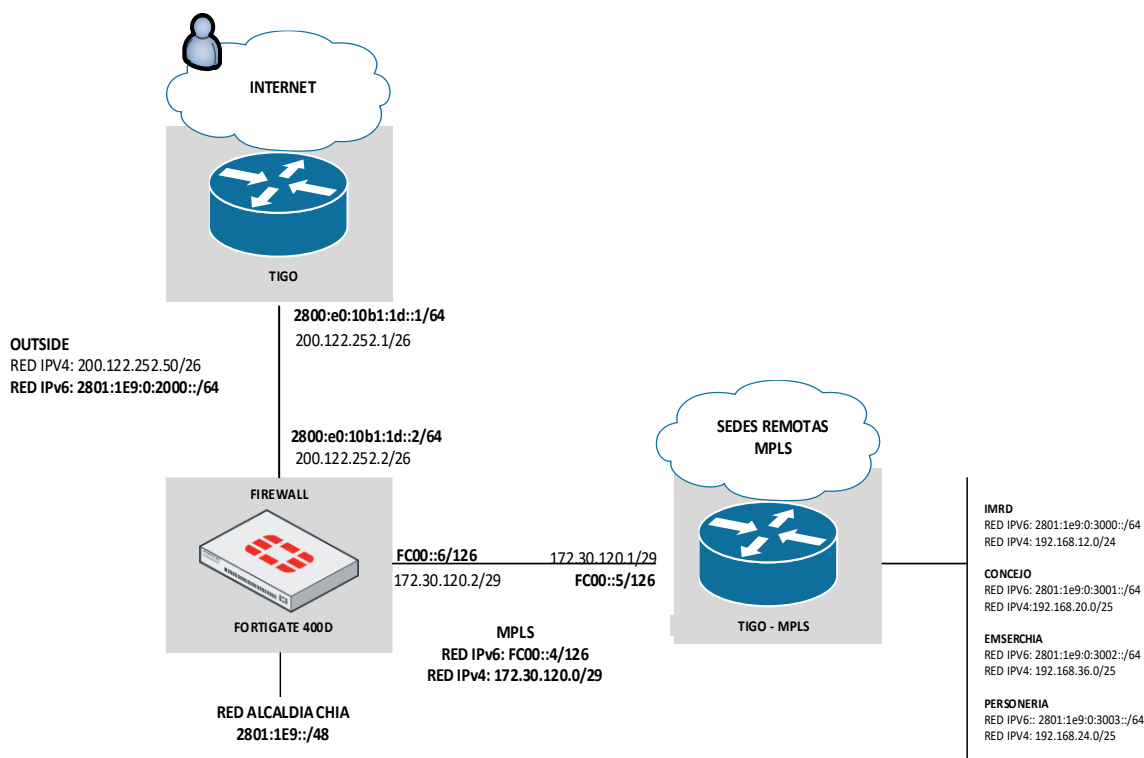 INTERNET
TIGO
2800:e0:10b1:1d::1/64
200.122.252.1/26
OUTSIDE
RED IPV4: 200.122.252.50/26
RED IPv6: 2801:1E9:0:2000::/64
2800:e0:10b1:1d::2/64
200.122.252.2/26
FIREWALL
FORTIGATE 400D
FC00::6/126
172.30.120.2/29
172.30.120.1/29
FC00::5/126
MPLS
RED IPv6: FC00::4/126
RED IPv4: 172.30.120.0/29
RED ALCALDIA CHIA
2801:1E9::/48
SEDES REMOTAS
MPLS
TIGO - MPLS
IMRD
RED IPV6: 2801:1e9:0:3000::/64
RED IPV4: 192.168.12.0/24
CONCEJO
RED IPV6: 2801:1e9:0:3001::/64
RED IPV4:192.168.20.0/25
EMSERCHIA
RED IPV6: 2801:1e9:0:3002::/64
RED IPV4: 192.168.36.0/25
PERSONERIA
RED IPV6:: 2801:1e9:0:3003::/64
RED IPV4: 192.168.24.0/25